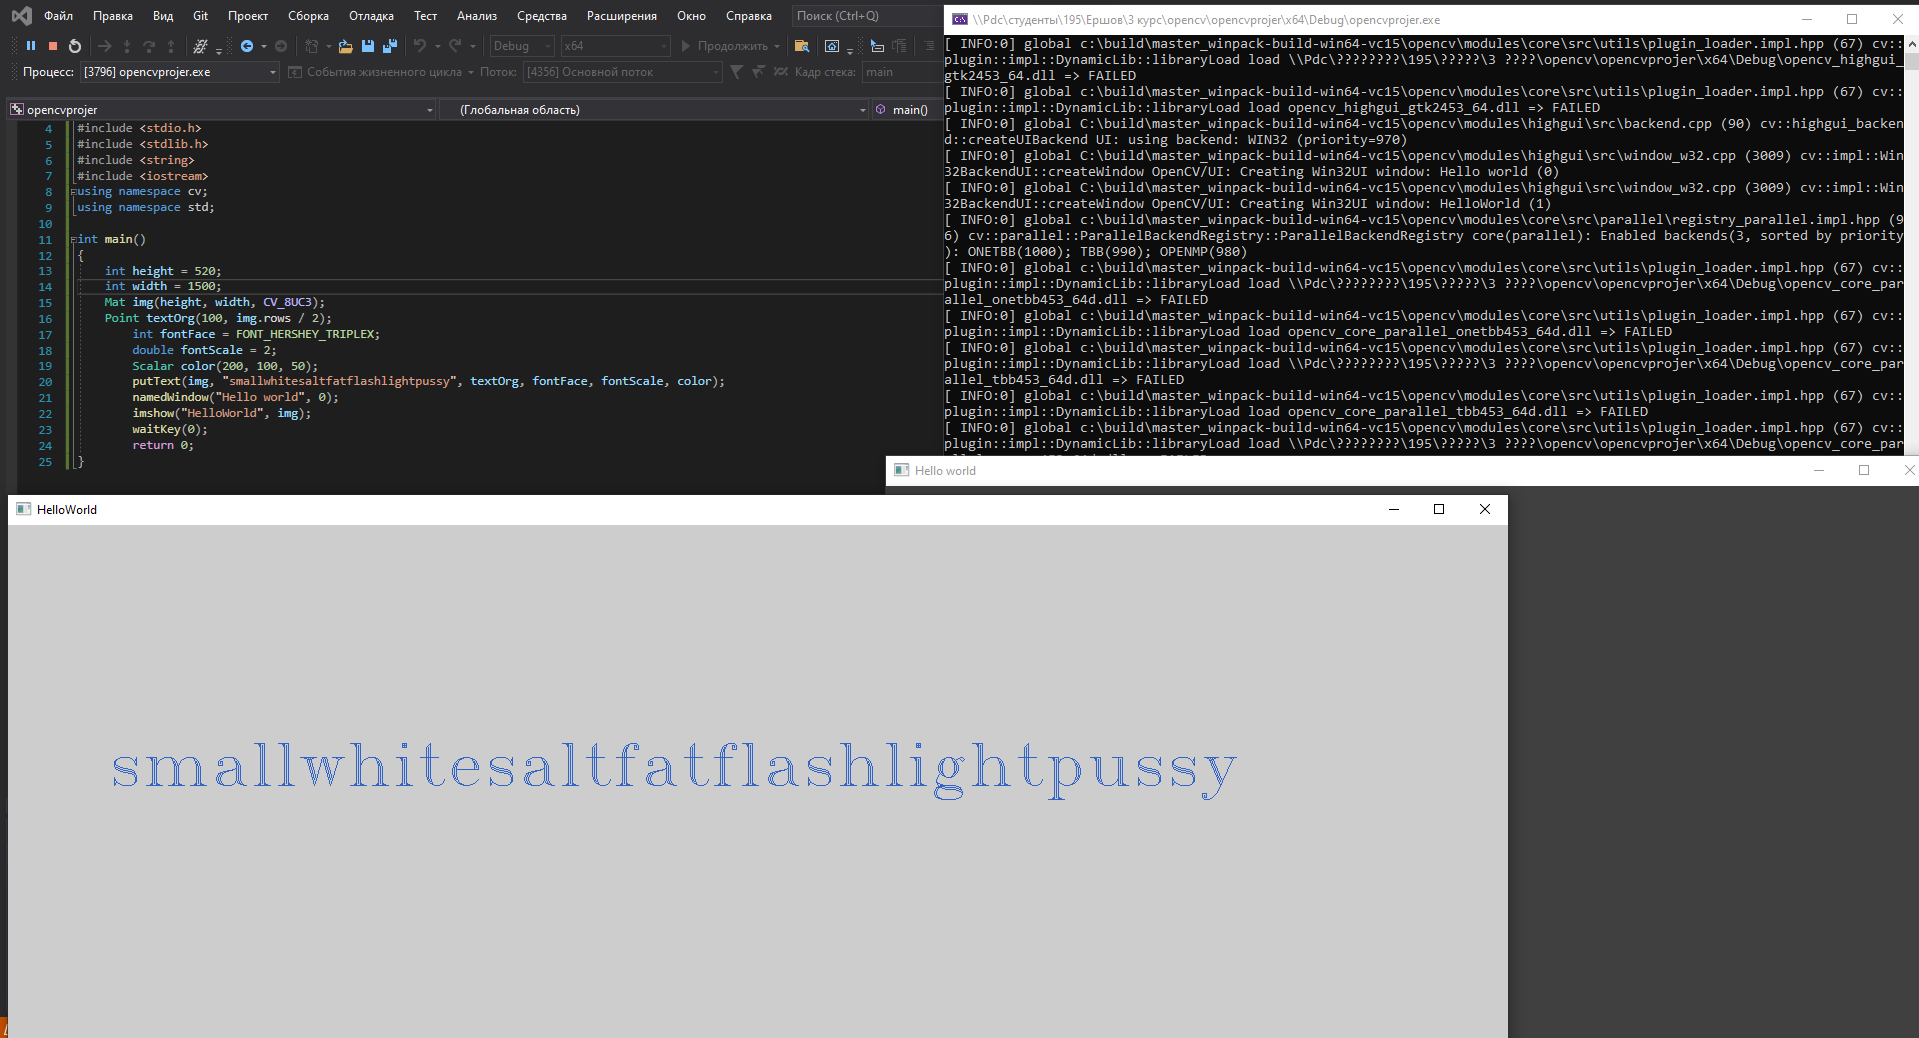 Файл Правка Вид Git Проект Сборка Отладка Тест Анализ Средства Расширения Окно Справка Поиск (Ctrl+Q)
Debug x64 Продолжить
Процесс: [3796] opencvprojer.exe События жизненного цикла Поток: [4356] Основной поток Кадр стека: main
opencvprojer (Глобальная область) main()
4 #include <stdio.h>
5 #include <stdlib.h>
6 #include <string>
7 #include <iostream>
8 using namespace cv;
9 using namespace std;
10
11 int main()
12 {
13 int height = 520;
14 int width = 1500;
15 Mat img(height, width, CV_8UC3);
16 Point textOrg(100, img.rows / 2);
17 int fontFace = FONT_HERSHEY_TRIPLEX;
18 double fontScale = 2;
19 Scalar color(200, 100, 50);
20 putText(img, "smallwhitesaltfatflashlightpussy", textOrg, fontFace, fontScale, color);
21 namedWindow("Hello world", 0);
22 imshow("HelloWorld", img);
23 waitKey(0);
24 return 0;
25 }
\\Pdc\студенты\195\Ершов\3 курс\opencv\opencvprojer\x64\Debug\opencvprojer.exe
[ INFO:0] global c:\build\master_winpack-build-win64-vc15\opencv\modules\core\src\utils\plugin_loader.impl.hpp (67) cv::
plugin::impl::DynamicLib::libraryLoad load \\Pdc\????????\195\?????\3 ????\opencv\opencvprojer\x64\Debug\opencv_highgui_
gtk2453_64.dll => FAILED
[ INFO:0] global c:\build\master_winpack-build-win64-vc15\opencv\modules\core\src\utils\plugin_loader.impl.hpp (67) cv::
plugin::impl::DynamicLib::libraryLoad load opencv_highgui_gtk2453_64.dll => FAILED
[ INFO:0] global C:\build\master_winpack-build-win64-vc15\opencv\modules\highgui\src\backend.cpp (90) cv::highgui_backen
d::createUIBackend UI: using backend: WIN32 (priority=970)
[ INFO:0] global C:\build\master_winpack-build-win64-vc15\opencv\modules\highgui\src\window_w32.cpp (3009) cv::impl::Win
32BackendUI::createWindow OpenCV/UI: Creating Win32UI window: Hello world (0)
[ INFO:0] global C:\build\master_winpack-build-win64-vc15\opencv\modules\highgui\src\window_w32.cpp (3009) cv::impl::Win
32BackendUI::createWindow OpenCV/UI: Creating Win32UI window: HelloWorld (1)
[ INFO:0] global c:\build\master_winpack-build-win64-vc15\opencv\modules\core\src\parallel\registry_parallel.impl.hpp (9
6) cv::parallel::ParallelBackendRegistry::ParallelBackendRegistry core(parallel): Enabled backends(3, sorted by priority
): ONETBB(1000); TBB(990); OPENMP(980)
[ INFO:0] global c:\build\master_winpack-build-win64-vc15\opencv\modules\core\src\utils\plugin_loader.impl.hpp (67) cv::
plugin::impl::DynamicLib::libraryLoad load \\Pdc\????????\195\?????\3 ????\opencv\opencvprojer\x64\Debug\opencv_core_par
allel_onetbb453_64d.dll => FAILED
[ INFO:0] global c:\build\master_winpack-build-win64-vc15\opencv\modules\core\src\utils\plugin_loader.impl.hpp (67) cv::
plugin::impl::DynamicLib::libraryLoad load opencv_core_parallel_onetbb453_64d.dll => FAILED
[ INFO:0] global c:\build\master_winpack-build-win64-vc15\opencv\modules\core\src\utils\plugin_loader.impl.hpp (67) cv::
plugin::impl::DynamicLib::libraryLoad load \\Pdc\????????\195\?????\3 ????\opencv\opencvprojer\x64\Debug\opencv_core_par
allel_tbb453_64d.dll => FAILED
[ INFO:0] global c:\build\master_winpack-build-win64-vc15\opencv\modules\core\src\utils\plugin_loader.impl.hpp (67) cv::
plugin::impl::DynamicLib::libraryLoad load opencv_core_parallel_tbb453_64d.dll => FAILED
[ INFO:0] global c:\build\master_winpack-build-win64-vc15\opencv\modules\core\src\utils\plugin_loader.impl.hpp (67) cv::
plugin::impl::DynamicLib::libraryLoad load \\Pdc\????????\195\?????\3 ????\opencv\opencvprojer\x64\Debug\opencv_core_par
Hello world
HelloWorld
smallwhitesaltfatflashlightpussy